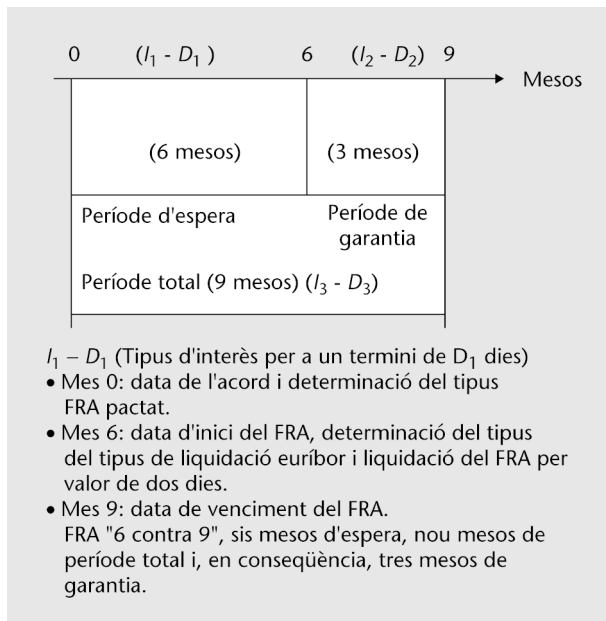 0 (I₁ - D₁ ) 6 (I₂ - D₂) 9
Mesos
(6 mesos) (3 mesos)
Període d'espera
Període de
garantia
Període total (9 mesos) (I₃ - D₃)
I₁ – D₁ (Tipus d'interès per a un termini de D₁ dies)
• Mes 0: data de l'acord i determinació del tipus
FRA pactat.
• Mes 6: data d'inici del FRA, determinació del tipus
del tipus de liquidació euríbor i liquidació del FRA per
valor de dos dies.
• Mes 9: data de venciment del FRA.
FRA "6 contra 9", sis mesos d'espera, nou mesos de
període total i, en conseqüència, tres mesos de
garantia.